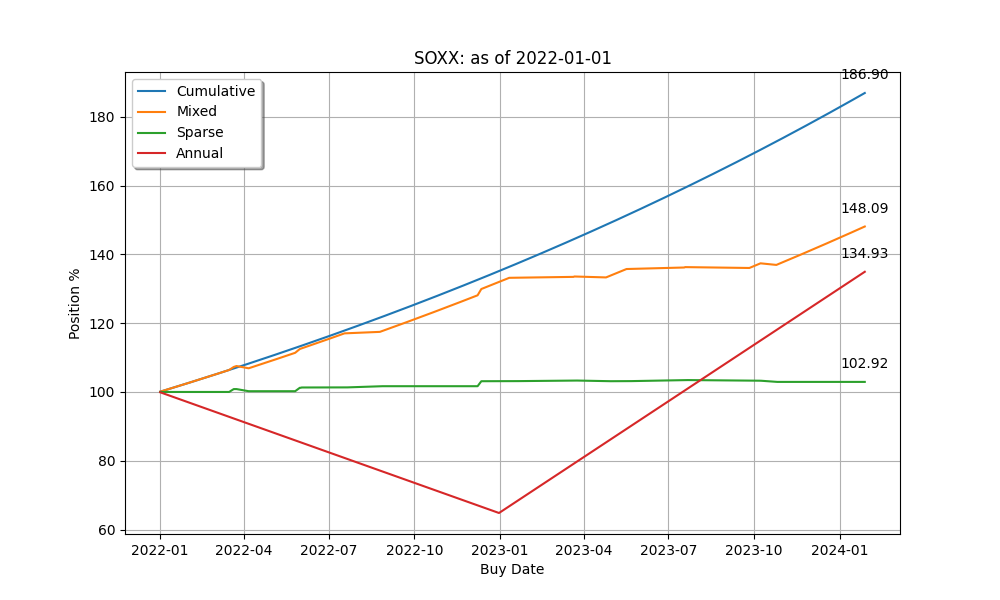 SOXX: as of 2022-01-01
Cumulative
Mixed
Sparse
Annual
186.90
148.09
134.93
102.92
180
160
140
120
100
80
60
Position %
2022-01 2022-04 2022-07 2022-10 2023-01 2023-04 2023-07 2023-10 2024-01
Buy Date